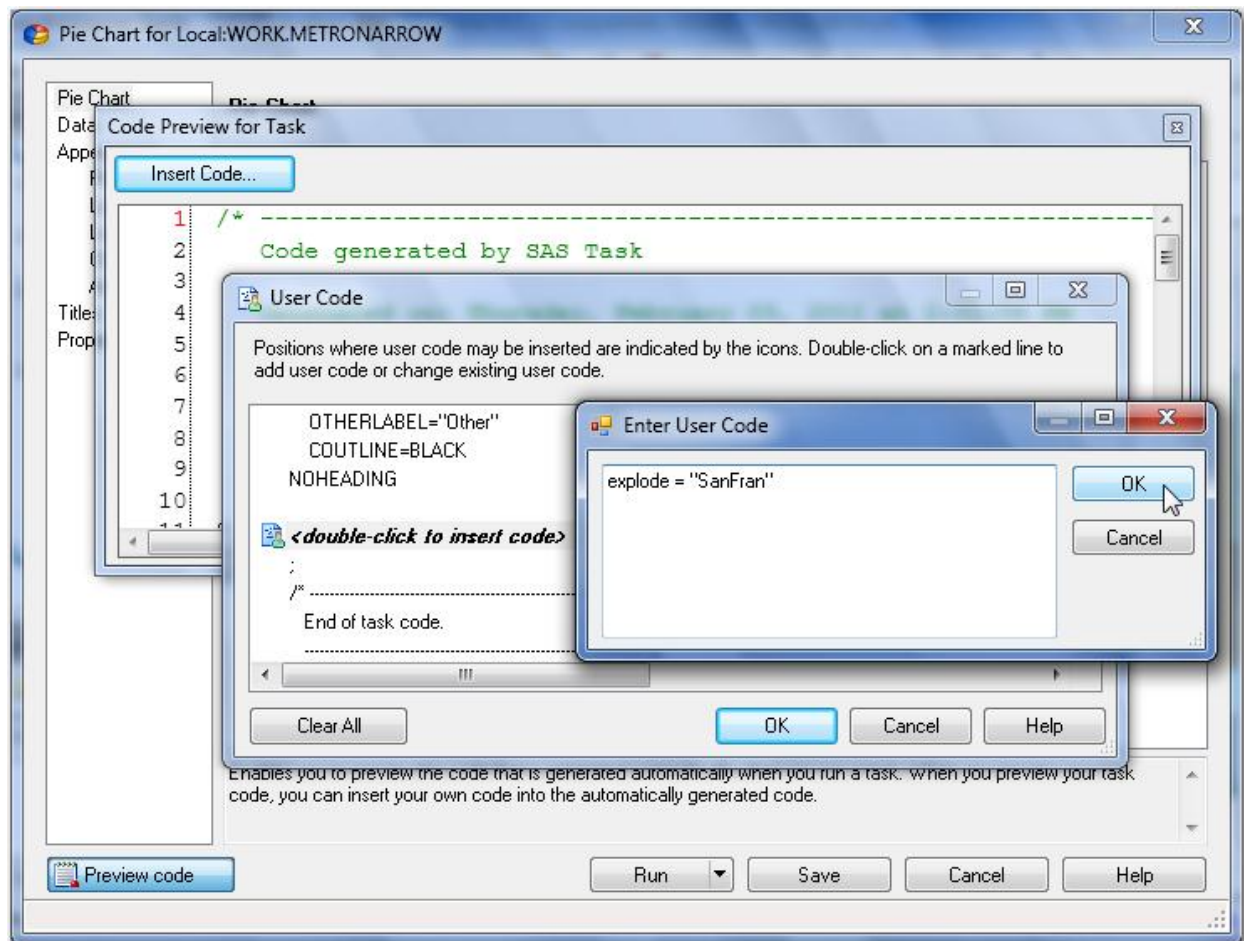 Pie Chart for Local:WORK.METRONARROW
Pie Chart
Data
Appe
Titles
Prop
Pie Chart
Code Preview for Task
Insert Code...
1 /* ------------------------------------------------------------
2 Code generated by SAS Task
3
4
5
6
7
8
9
10
11
User Code
Positions where user code may be inserted are indicated by the icons. Double-click on a marked line to
add user code or change existing user code.
OTHERLABEL="Other"
COUTLINE=BLACK
NOHEADING
<double-click to insert code>
;
/* ------------------------------------------------------------
End of task code.
------------------------------------------------------------
Enter User Code
explode = "SanFran"
OK
Cancel
Clear All
OK
Cancel
Help
Enables you to preview the code that is generated automatically when you run a task. When you preview your task
code, you can insert your own code into the automatically generated code.
Preview code
Run
Save
Cancel
Help